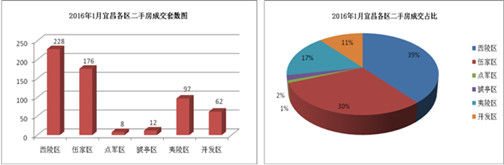 2016年1月宜昌各区二手房成交套数图
250
200
150
100
50
0
228
176
8
12
97
62
西陵区
伍家区
点军区
猇亭区
夷陵区
开发区
2016年1月宜昌各区二手房成交占比
39%
30%
1%
2%
17%
11%
西陵区
伍家区
点军区
猇亭区
夷陵区
开发区